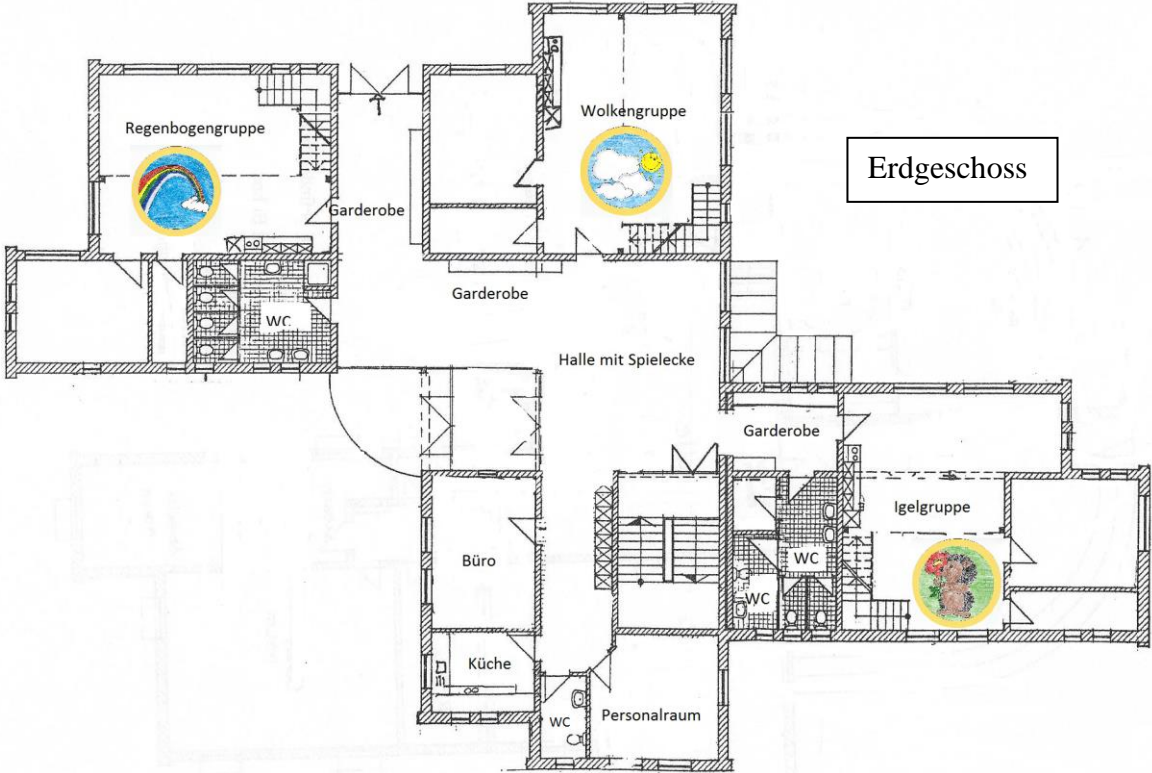 Regenbogengruppe
Wolkengruppe
Erdgeschoss
Garderobe
Garderobe
WC
Halle mit Spielecke
Garderobe
Igelgruppe
Büro
WC
WC
Küche
WC
Personalraum